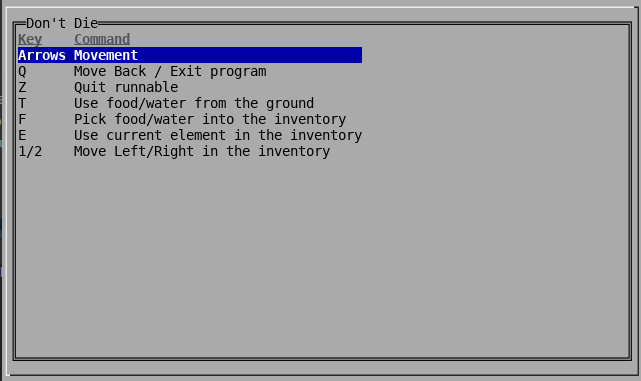 Don't Die
Key Command
Arrows Movement
Q Move Back / Exit program
Z Quit runnable
T Use food/water from the ground
F Pick food/water into the inventory
E Use current element in the inventory
1/2 Move Left/Right in the inventory